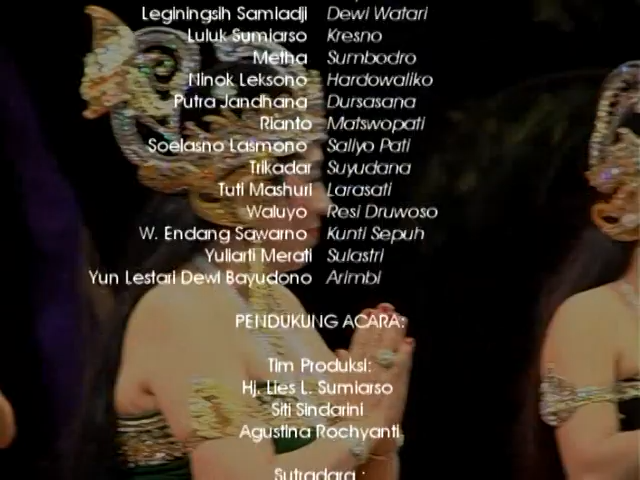 Leginingsih Samiadji Dewi Watari
Luluk Sumiarso Kresno
Metha Sumbodro
Ninok Leksono Hardowaliko
Putra Jandhana Dursasana
Rianto Matswopati
Soelasno Lasmono Sallyo Pati
Trikadar Suyudana
Tuti Mashuri Larasati
Waluyo Resi Druwoso
W. Endang Sawarno Kunti Sepuh
Yuliarti Merati Sulastri
Yun Lestari Dewi Bayudono Arimbi
PENDUKUNG ACARA:
Tim Produksi:
Hj. Lies L. Sumiarso
Siti Sindarini
Agustina Rochyanti
Sutradara :